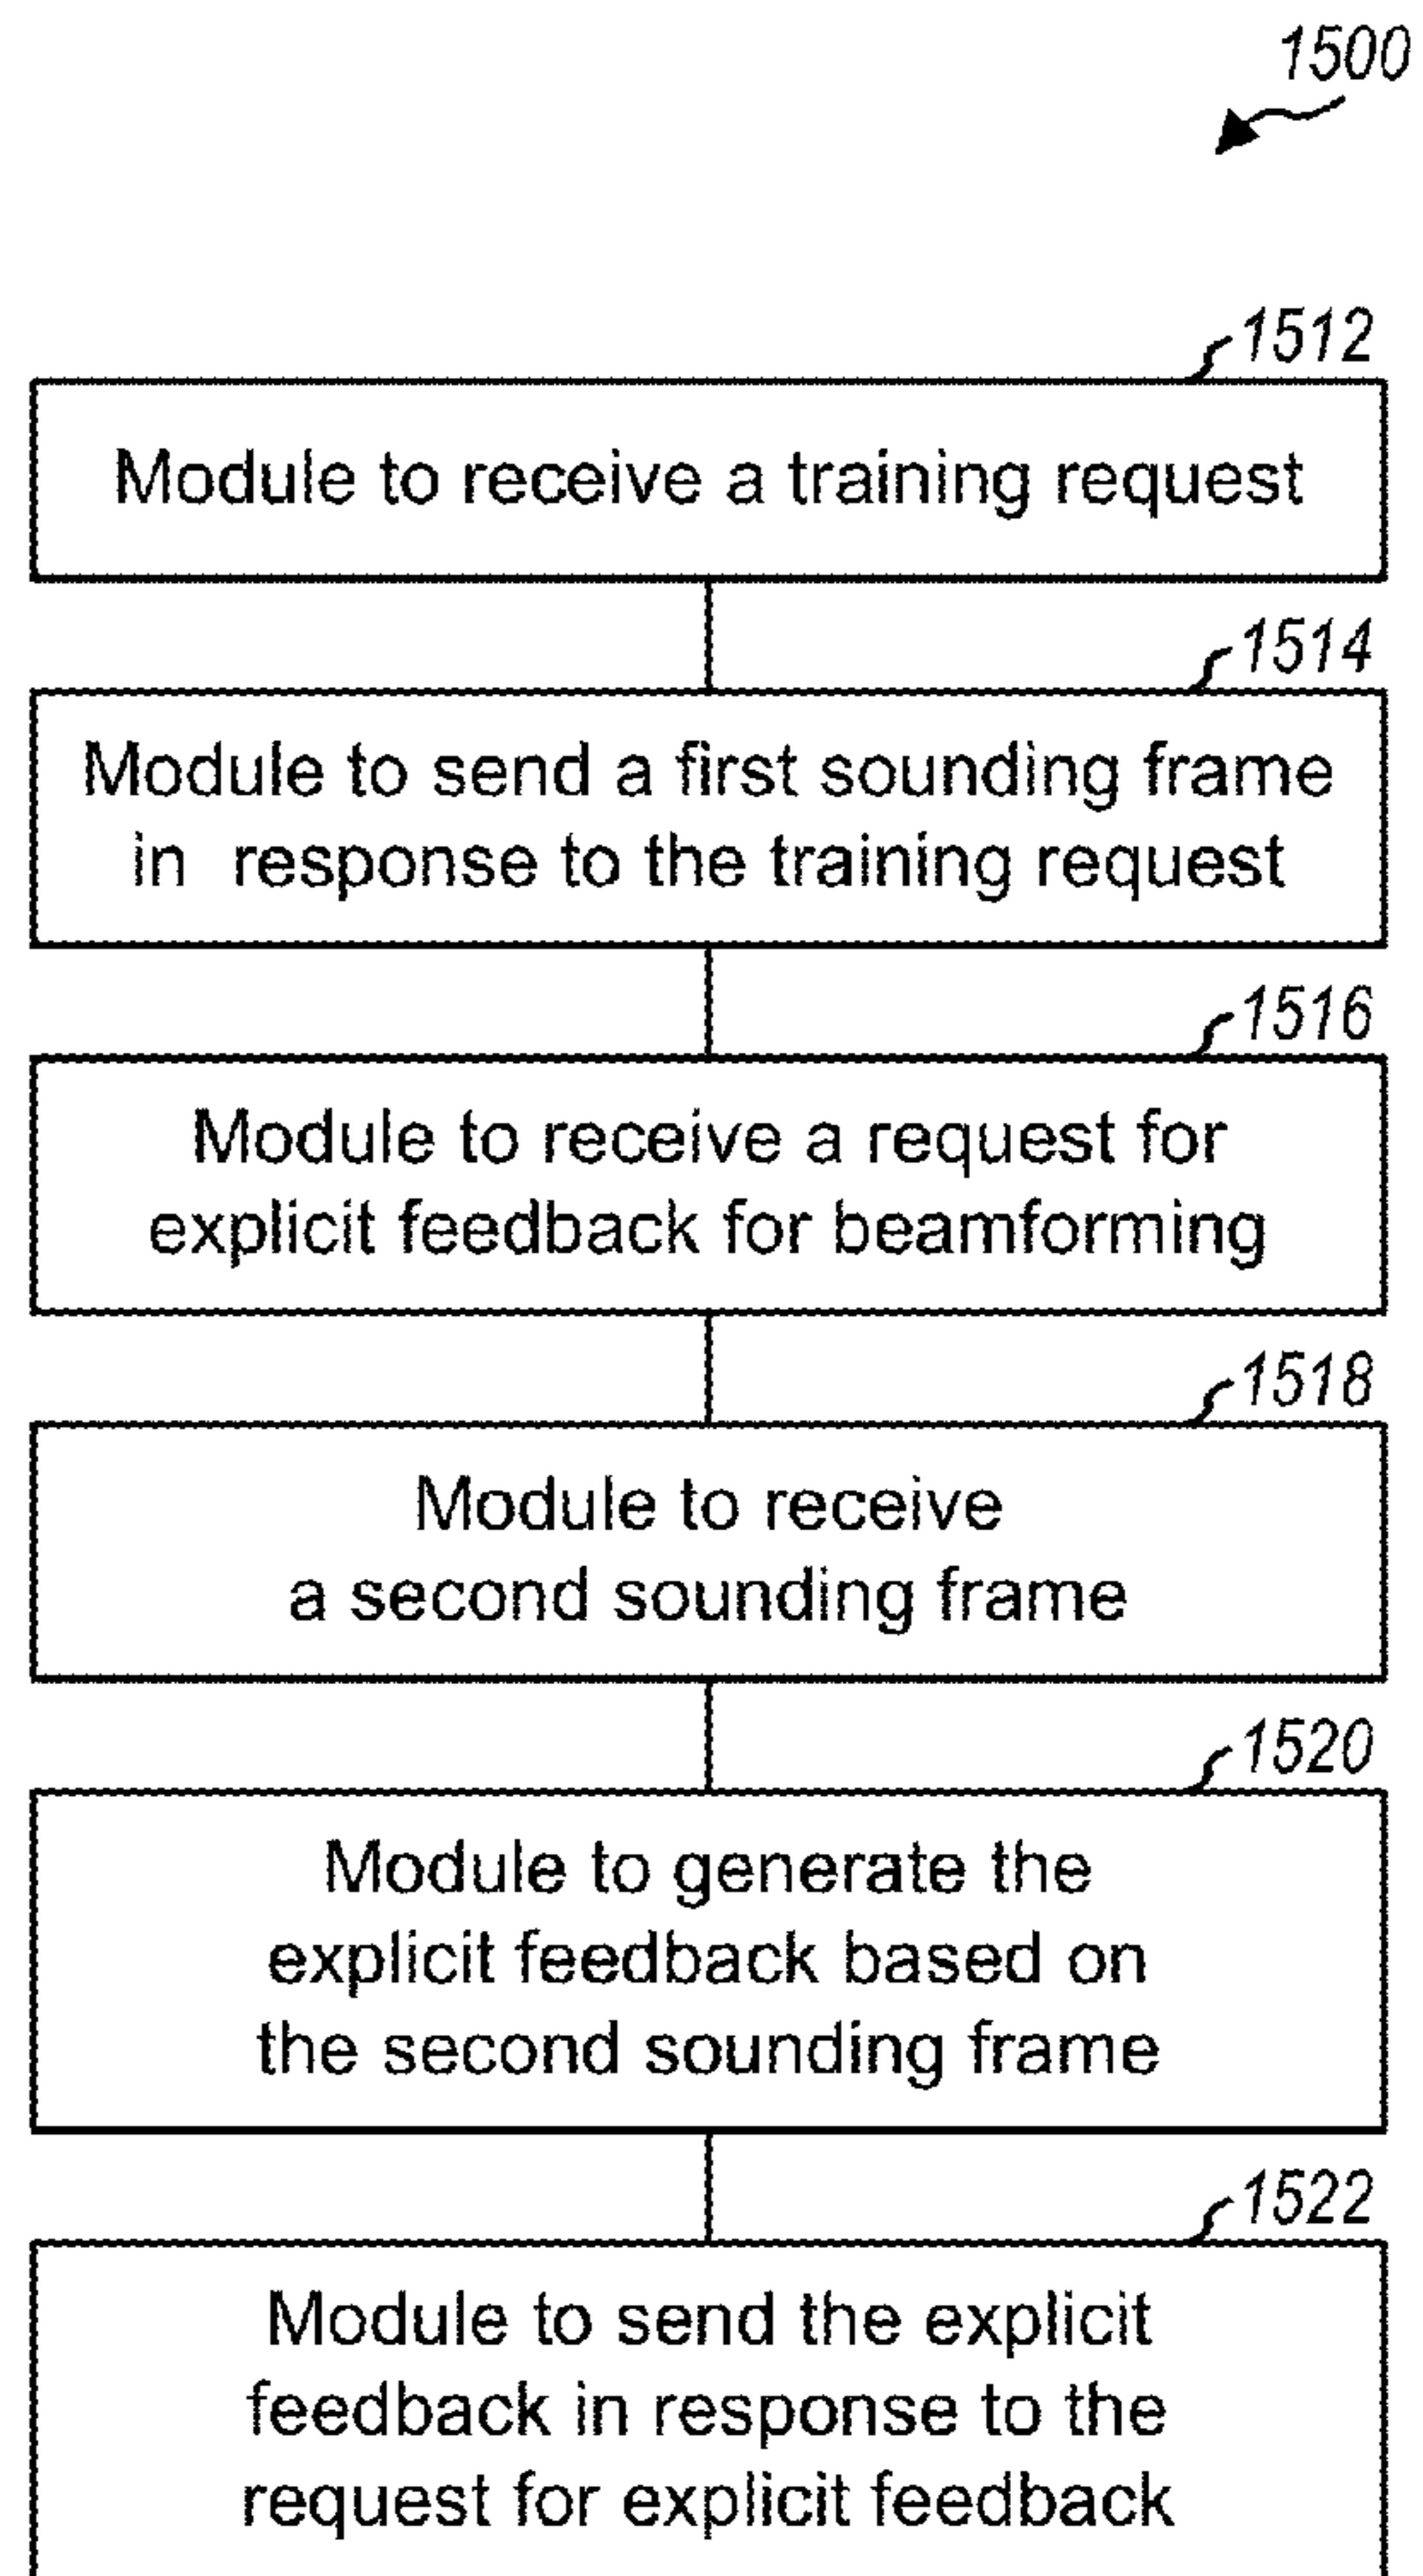 1500
1512
Module to receive a training request
1514
Module to send a first sounding frame
in response to the training request
1516
Module to receive a request for
explicit feedback for beamforming
1518
Module to receive
a second sounding frame
1520
Module to generate the
explicit feedback based on
the second sounding frame
1522
Module to send the explicit
feedback in response to the
request for explicit feedback